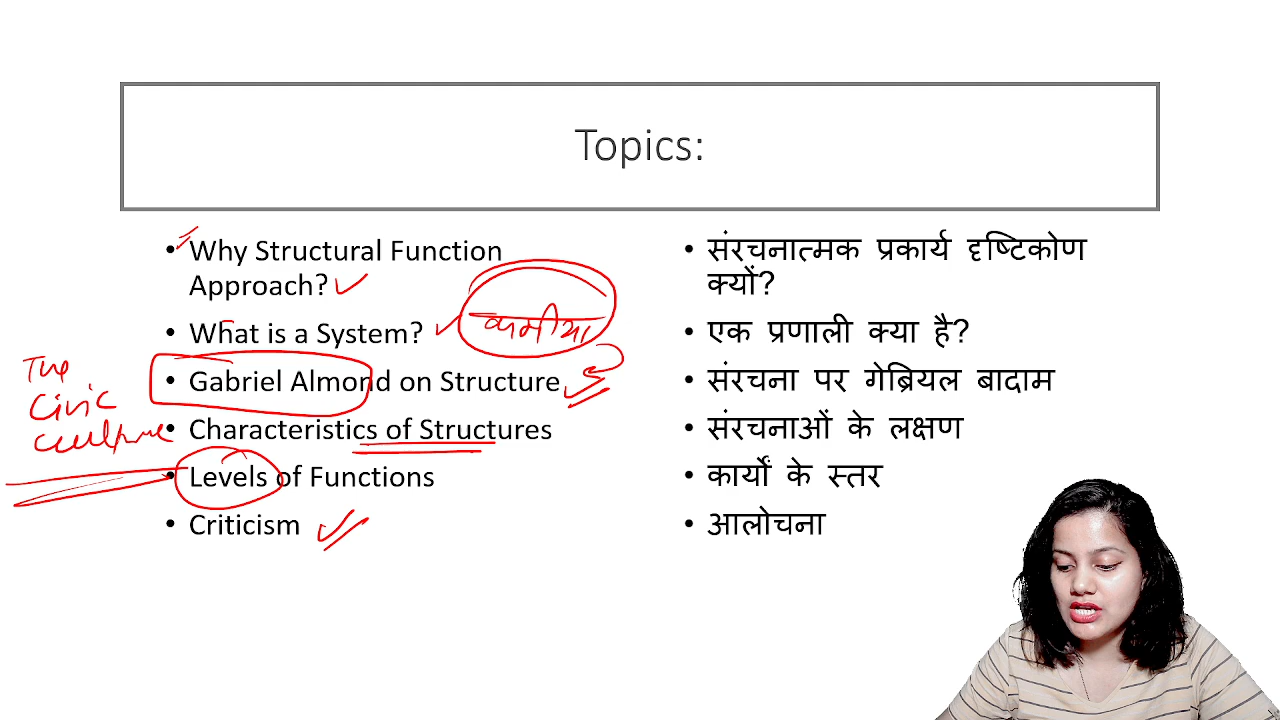 Topics:
• Why Structural Function
Approach?
• What is a System?
• Gabriel Almond on Structure
• Characteristics of Structures
• Levels of Functions
• Criticism
The
Civic
Culture
• संरचनात्मक प्रकार्य दृष्टिकोण
क्यों?
• एक प्रणाली क्या है?
• संरचना पर गेब्रियल बादाम
• संरचनाओं के लक्षण
• कार्यों के स्तर
• आलोचना